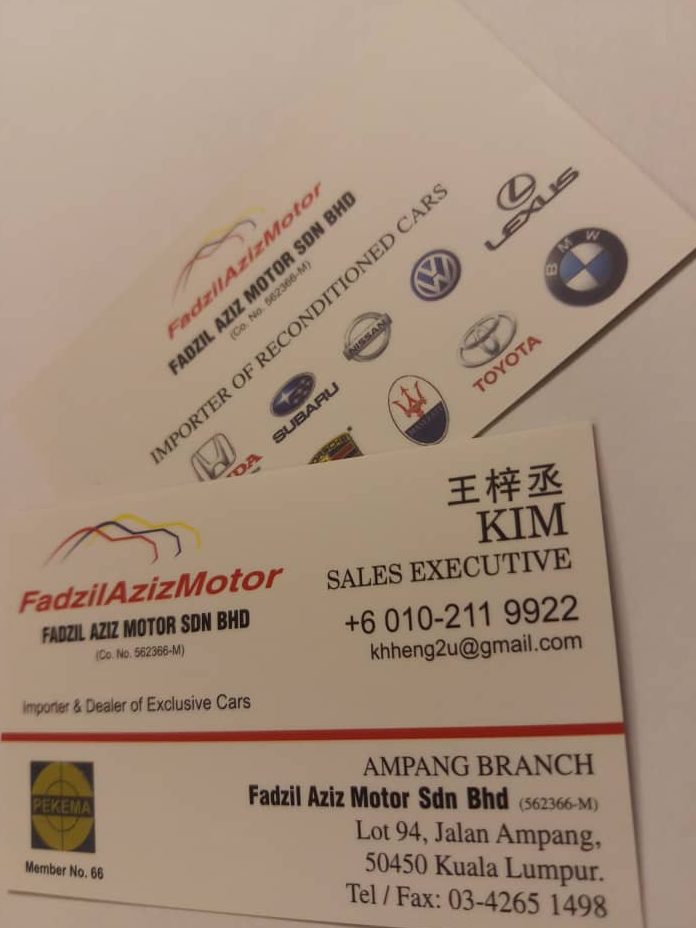 FadzilAzizMotor
FADZIL AZIZ MOTOR SDN BHD
(Co. No. 562366-M)
IMPORTER OF RECONDITIONED CARS
LEXUS
BMW
NISSAN
TOYOTA
SUBARU
MASERATI
PORSCHE
王梓丞
KIM
SALES EXECUTIVE
+6 010-211 9922
khheng2u@gmail.com
FadzilAzizMotor
FADZIL AZIZ MOTOR SDN BHD
(Co. No. 562366-M)
Importer & Dealer of Exclusive Cars
PEKEMA
Member No. 66
AMPANG BRANCH
Fadzil Aziz Motor Sdn Bhd (562366-M)
Lot 94, Jalan Ampang,
50450 Kuala Lumpur.
Tel / Fax: 03-4265 1498